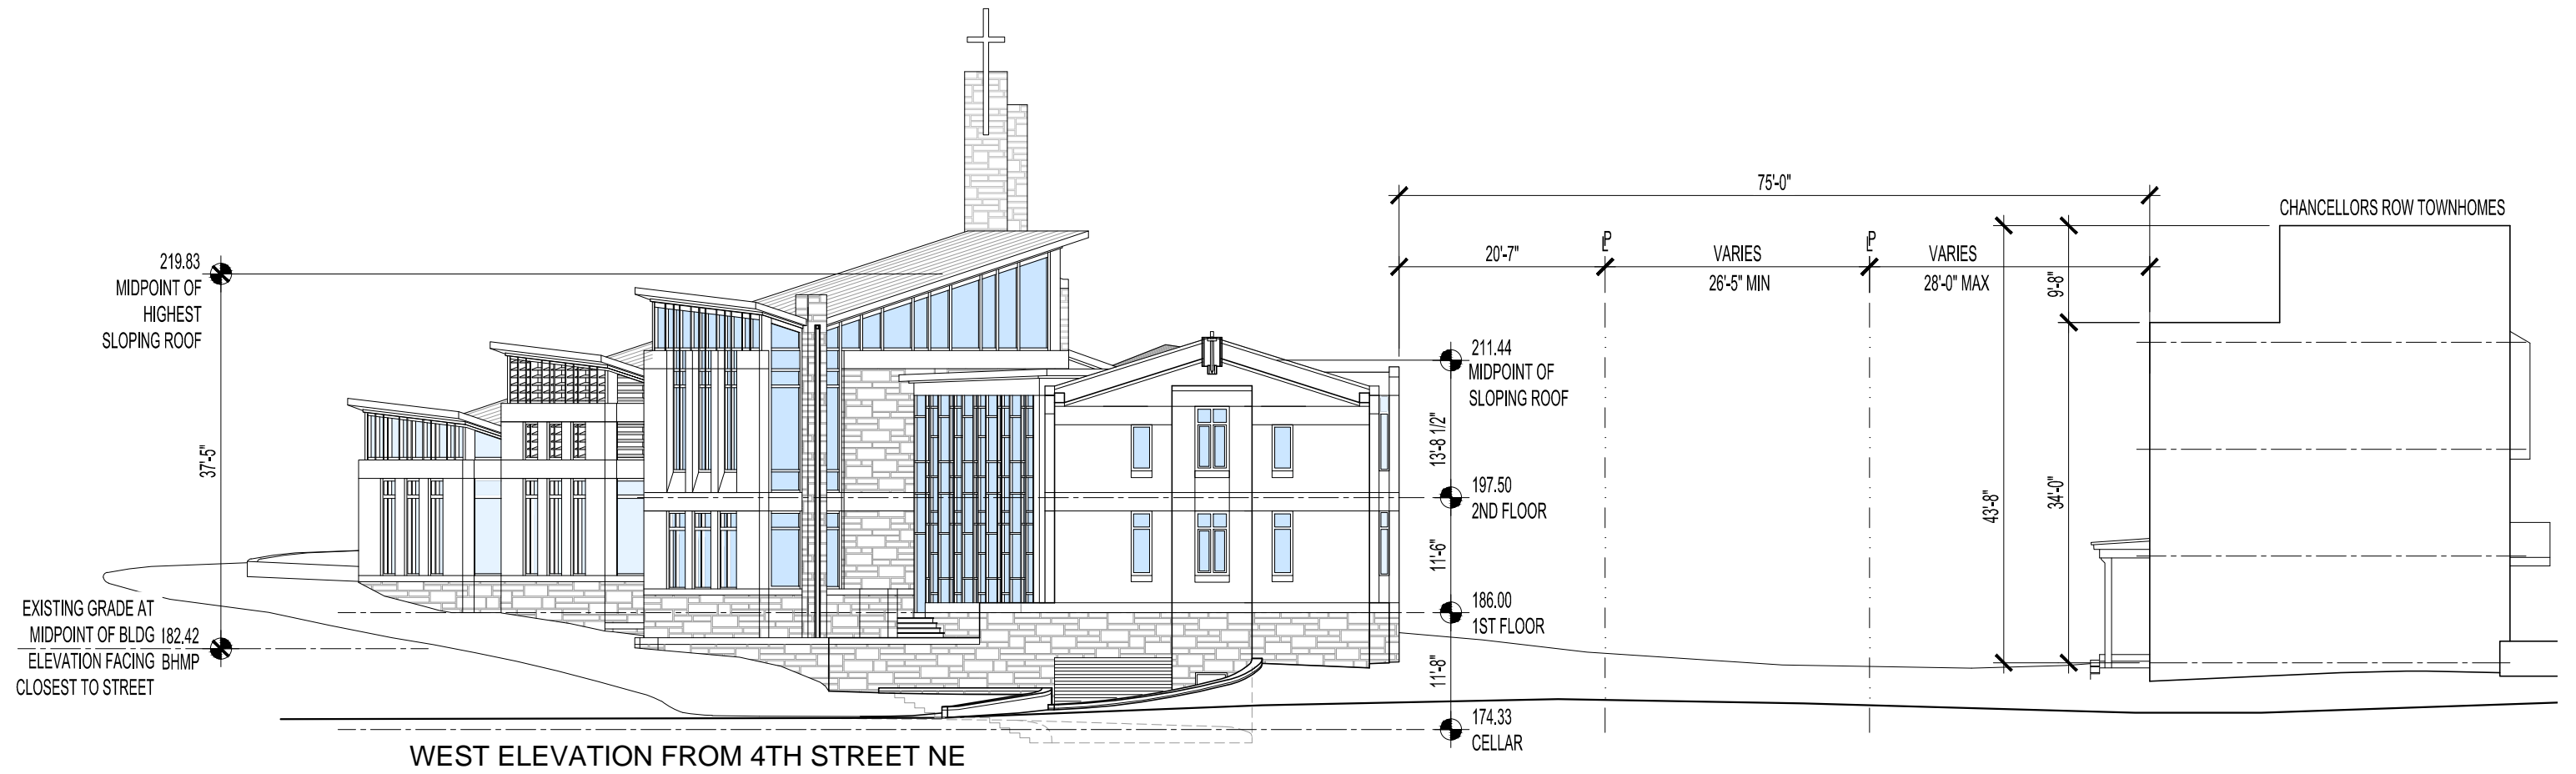 75'-0"
CHANCELLORS ROW TOWNHOMES
20'-7"
PL
VARIES
26'-5" MIN
PL
VARIES
28'-0" MAX
9'-8"
34'-0"
43'-8"
219.83
MIDPOINT OF
HIGHEST
SLOPING ROOF
37'-5"
211.44
MIDPOINT OF
SLOPING ROOF
13'-8 1/2"
197.50
2ND FLOOR
11'-6"
186.00
1ST FLOOR
11'-8"
174.33
CELLAR
EXISTING GRADE AT
MIDPOINT OF BLDG 182.42
ELEVATION FACING BHMP
CLOSEST TO STREET
WEST ELEVATION FROM 4TH STREET NE